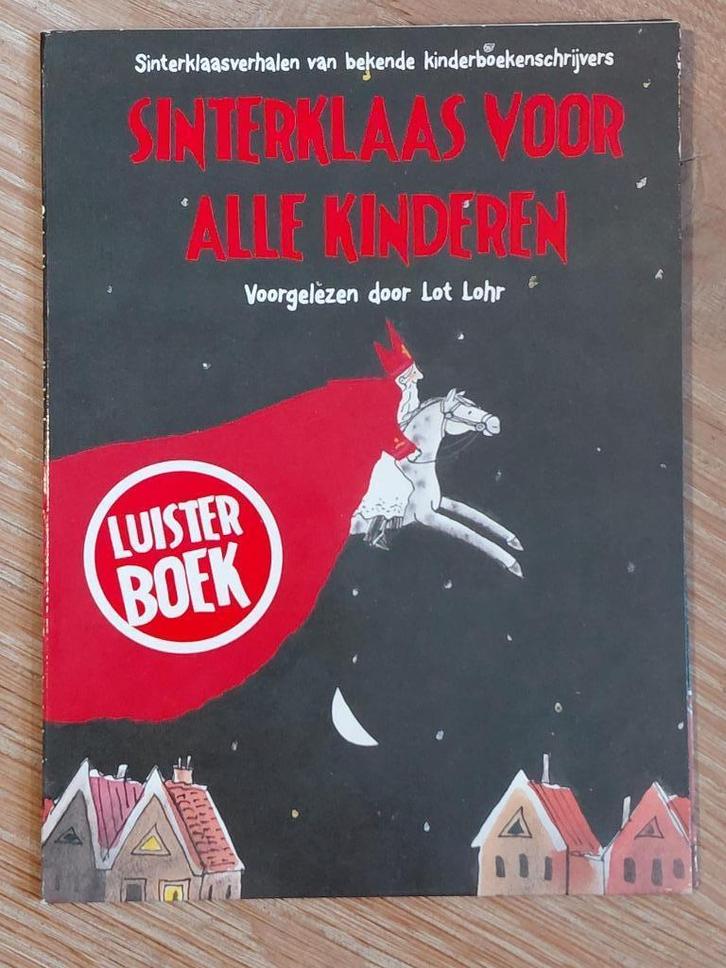 Sinterklaasverhalen van bekende kinderboekenschrijvers
SINTERKLAAS VOOR
ALLE KINDEREN
Voorgelezen door Lot Lohr
LUISTER
BOEK